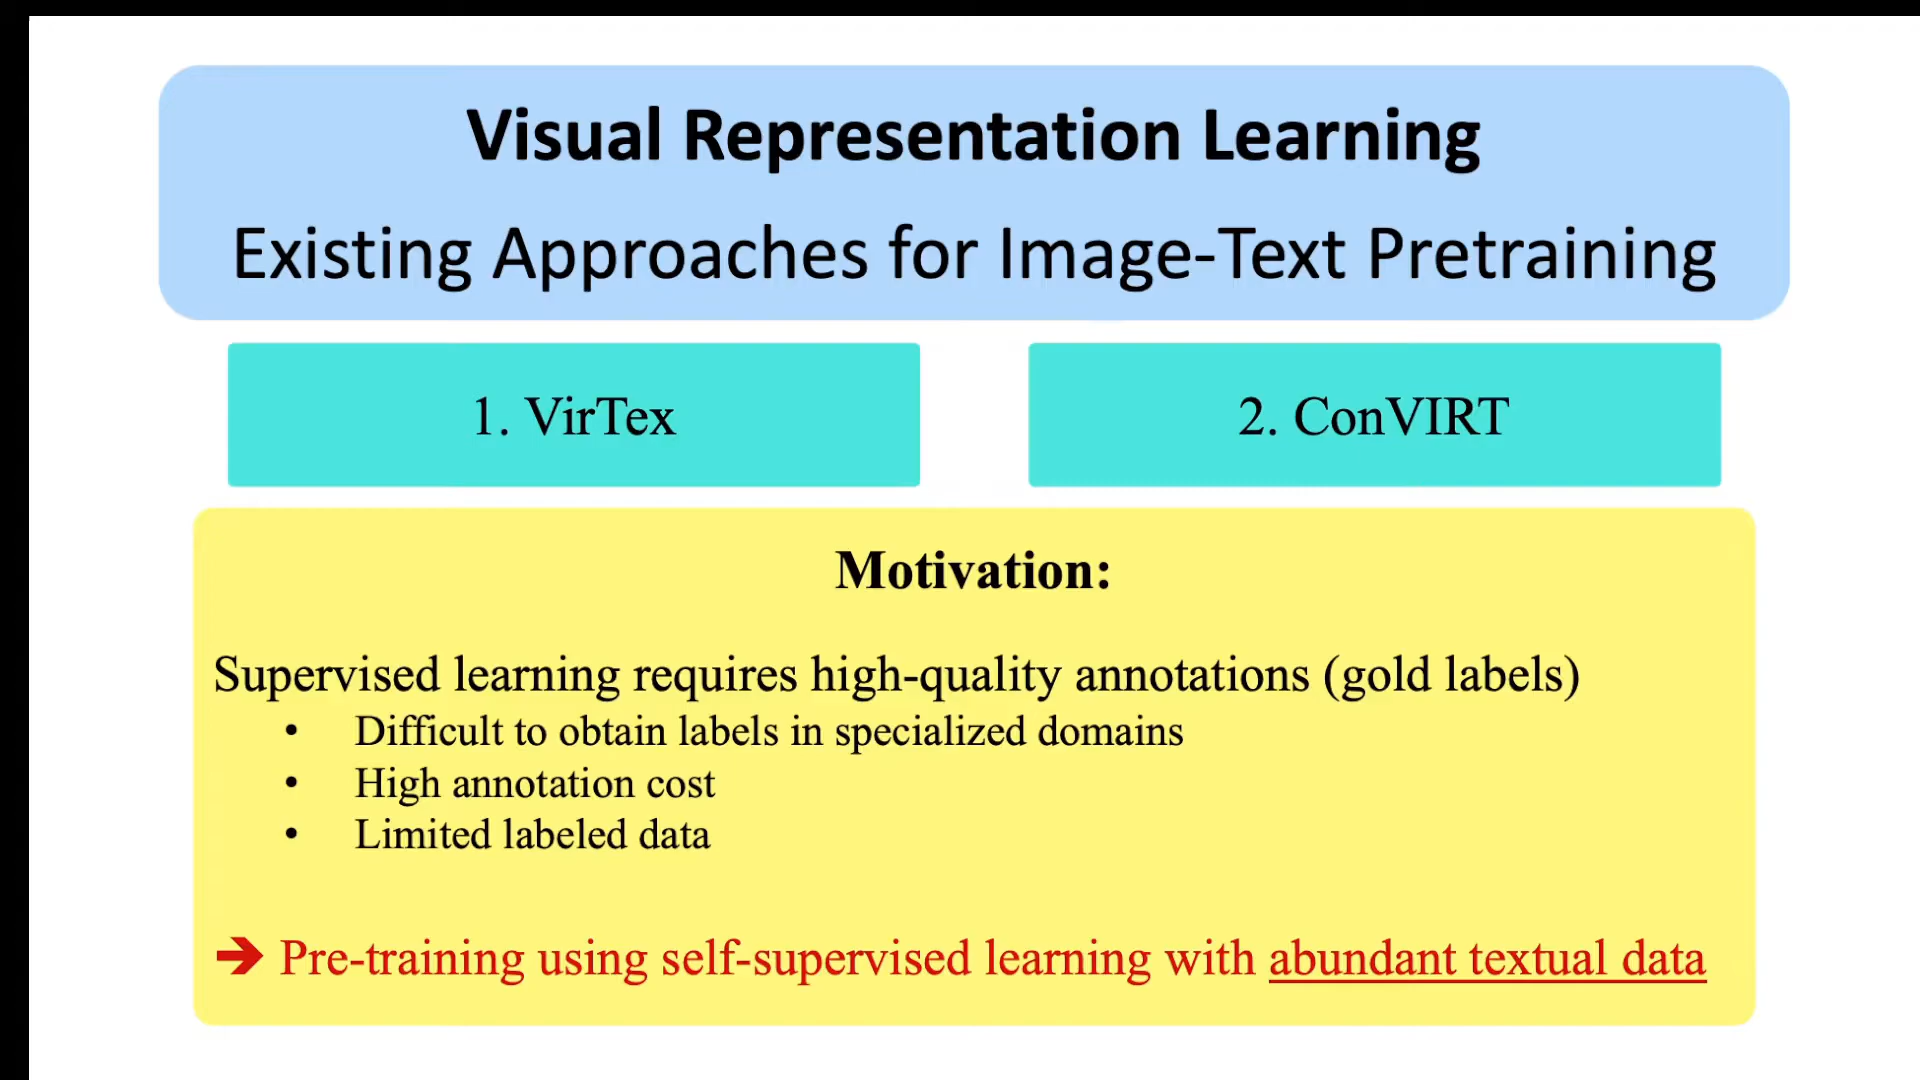 Visual Representation Learning
Existing Approaches for Image-Text Pretraining
1. VirTex
2. ConVIRT
Motivation:
Supervised learning requires high-quality annotations (gold labels)
• Difficult to obtain labels in specialized domains
• High annotation cost
• Limited labeled data
➔ Pre-training using self-supervised learning with abundant textual data